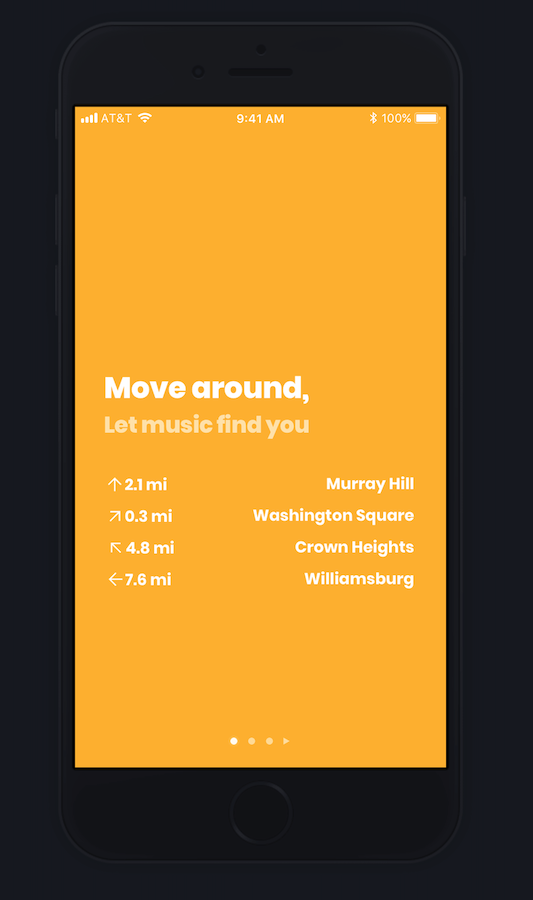 AT&T 9:41 AM 100%
Move around,
Let music find you
2.1 mi Murray Hill
0.3 mi Washington Square
4.8 mi Crown Heights
7.6 mi Williamsburg